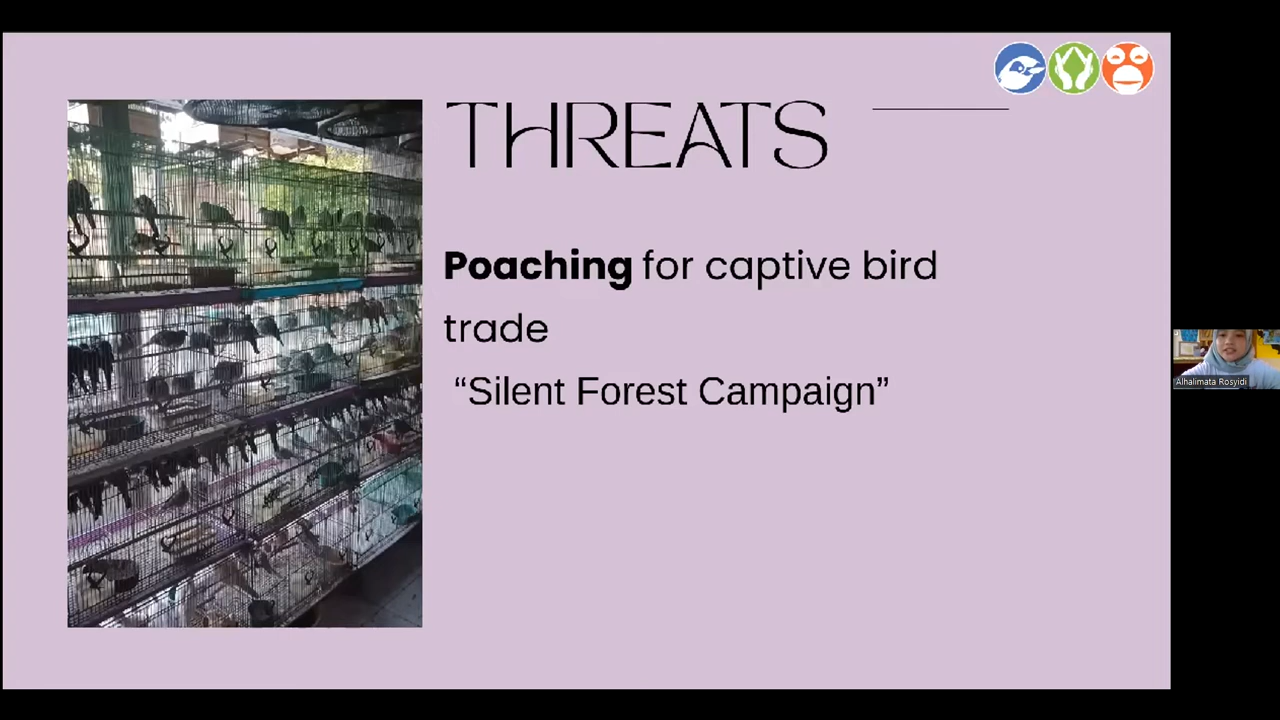 THREATS
Poaching for captive bird
trade
“Silent Forest Campaign”
Alhalimata Rosyidi